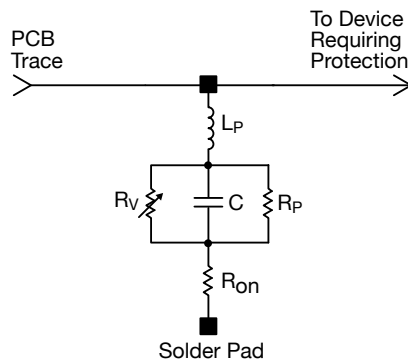 PCB
Trace
To Device
Requiring
Protection
LP
RV
C
RP
Ron
Solder Pad